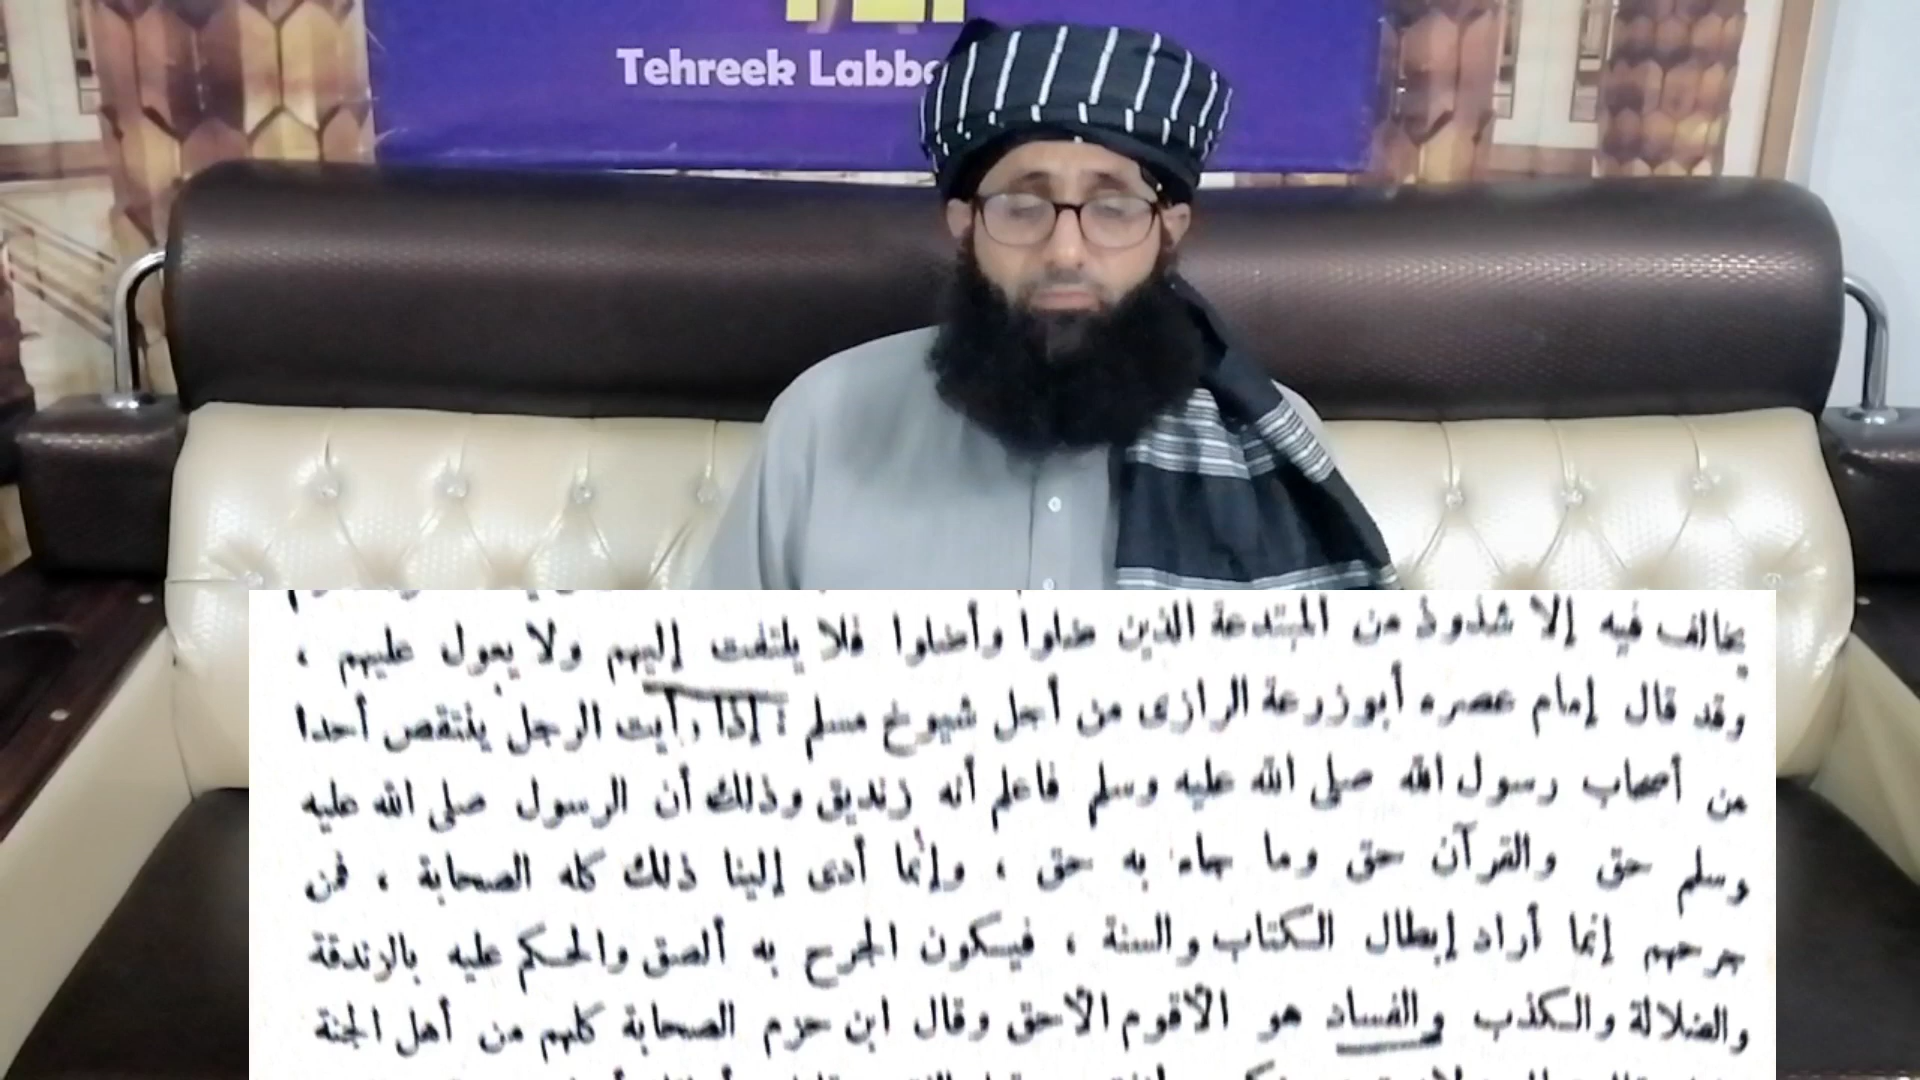 Tehreek Labba
يخالف فيه إلا شذوذ من المبتدعة الذين ضلوا وأضلوا فلا يلتفت إليهم ولا يعول عليهم ،
وقد قال إمام عصره أبو زرعة الرازى من أجل شيوخ مسلم : إذا رأيت الرجل ينتقص أحدا
من أصحاب رسول الله صلى الله عليه وسلم فاعلم أنه زنديق وذلك أن الرسول صلى الله عليه
وسلم حق والقرآن حق وما جاء به حق ، وإنما أدى إلينا ذلك كله الصحابة ، فمن
جرحهم إنما أراد إبطال الكتاب والسنة ، فيكون الجرح به ألصق والحكم عليه بالزندقة
والضلالة والكذب والفساد هو الأقوم الأحق وقال ابن حزم الصحابة كلهم من أهل الجنة